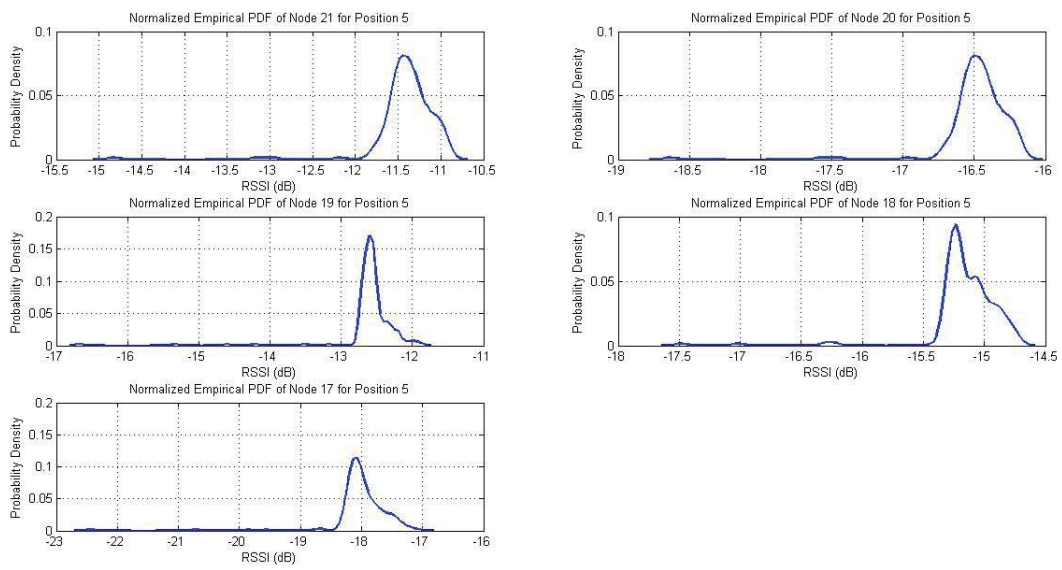 Normalized Empirical PDF of Node 21 for Position 5
0.1
0.05
0
Probability Density
-15.5 -15 -14.5 -14 -13.5 -13 -12.5 -12 -11.5 -11 -10.5
RSSI (dB)
Normalized Empirical PDF of Node 20 for Position 5
0.1
0.05
0
Probability Density
-19 -18.5 -18 -17.5 -17 -16.5 -16
RSSI (dB)
Normalized Empirical PDF of Node 19 for Position 5
0.2
0.15
0.1
0.05
0
Probability Density
-17 -16 -15 -14 -13 -12 -11
RSSI (dB)
Normalized Empirical PDF of Node 18 for Position 5
0.1
0.05
0
Probability Density
-18 -17.5 -17 -16.5 -16 -15.5 -15 -14.5
RSSI (dB)
Normalized Empirical PDF of Node 17 for Position 5
0.2
0.15
0.1
0.05
0
Probability Density
-23 -22 -21 -20 -19 -18 -17 -16
RSSI (dB)